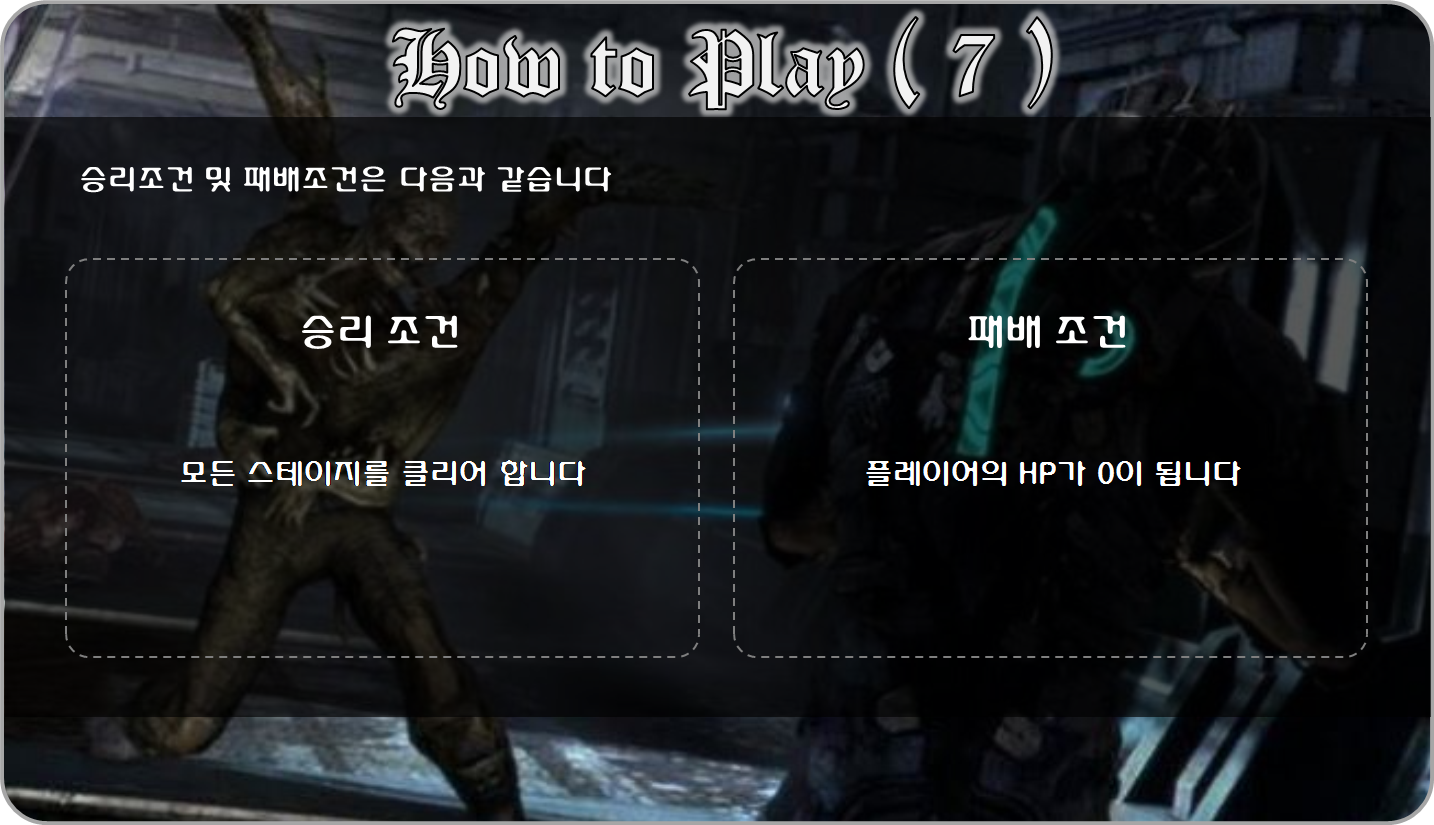 How to Play ( 7 )
승리조건 및 패배조건은 다음과 같습니다
승리 조건
모든 스테이지를 클리어 합니다
패배 조건
플레이어의 HP가 0이 됩니다